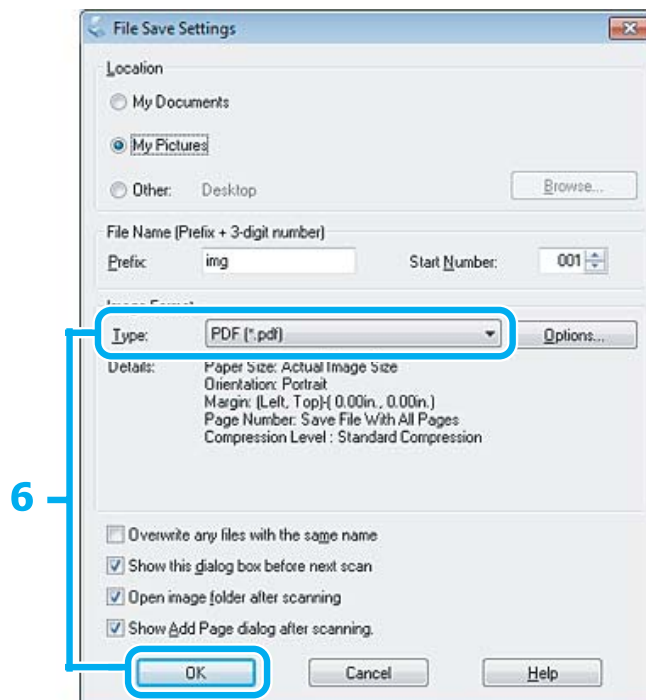 File Save Settings
Location
My Documents
My Pictures
Other: Desktop Browse...
File Name (Prefix + 3-digit number)
Prefix: img Start Number: 001
Image Format
Type: PDF (*.pdf) Options...
Details: Paper Size: Actual Image Size
Orientation: Portrait
Margin: (Left, Top)-( 0.00in., 0.00in.)
Page Number: Save File With All Pages
Compression Level : Standard Compression
6
Overwrite any files with the same name
Show this dialog box before next scan
Open image folder after scanning
Show Add Page dialog after scanning.
OK Cancel Help